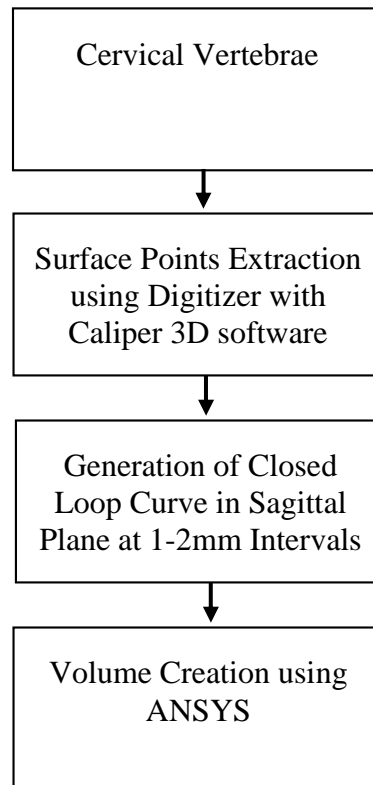 Cervical Vertebrae
Surface Points Extraction
using Digitizer with
Caliper 3D software
Generation of Closed
Loop Curve in Sagittal
Plane at 1-2mm Intervals
Volume Creation using
ANSYS